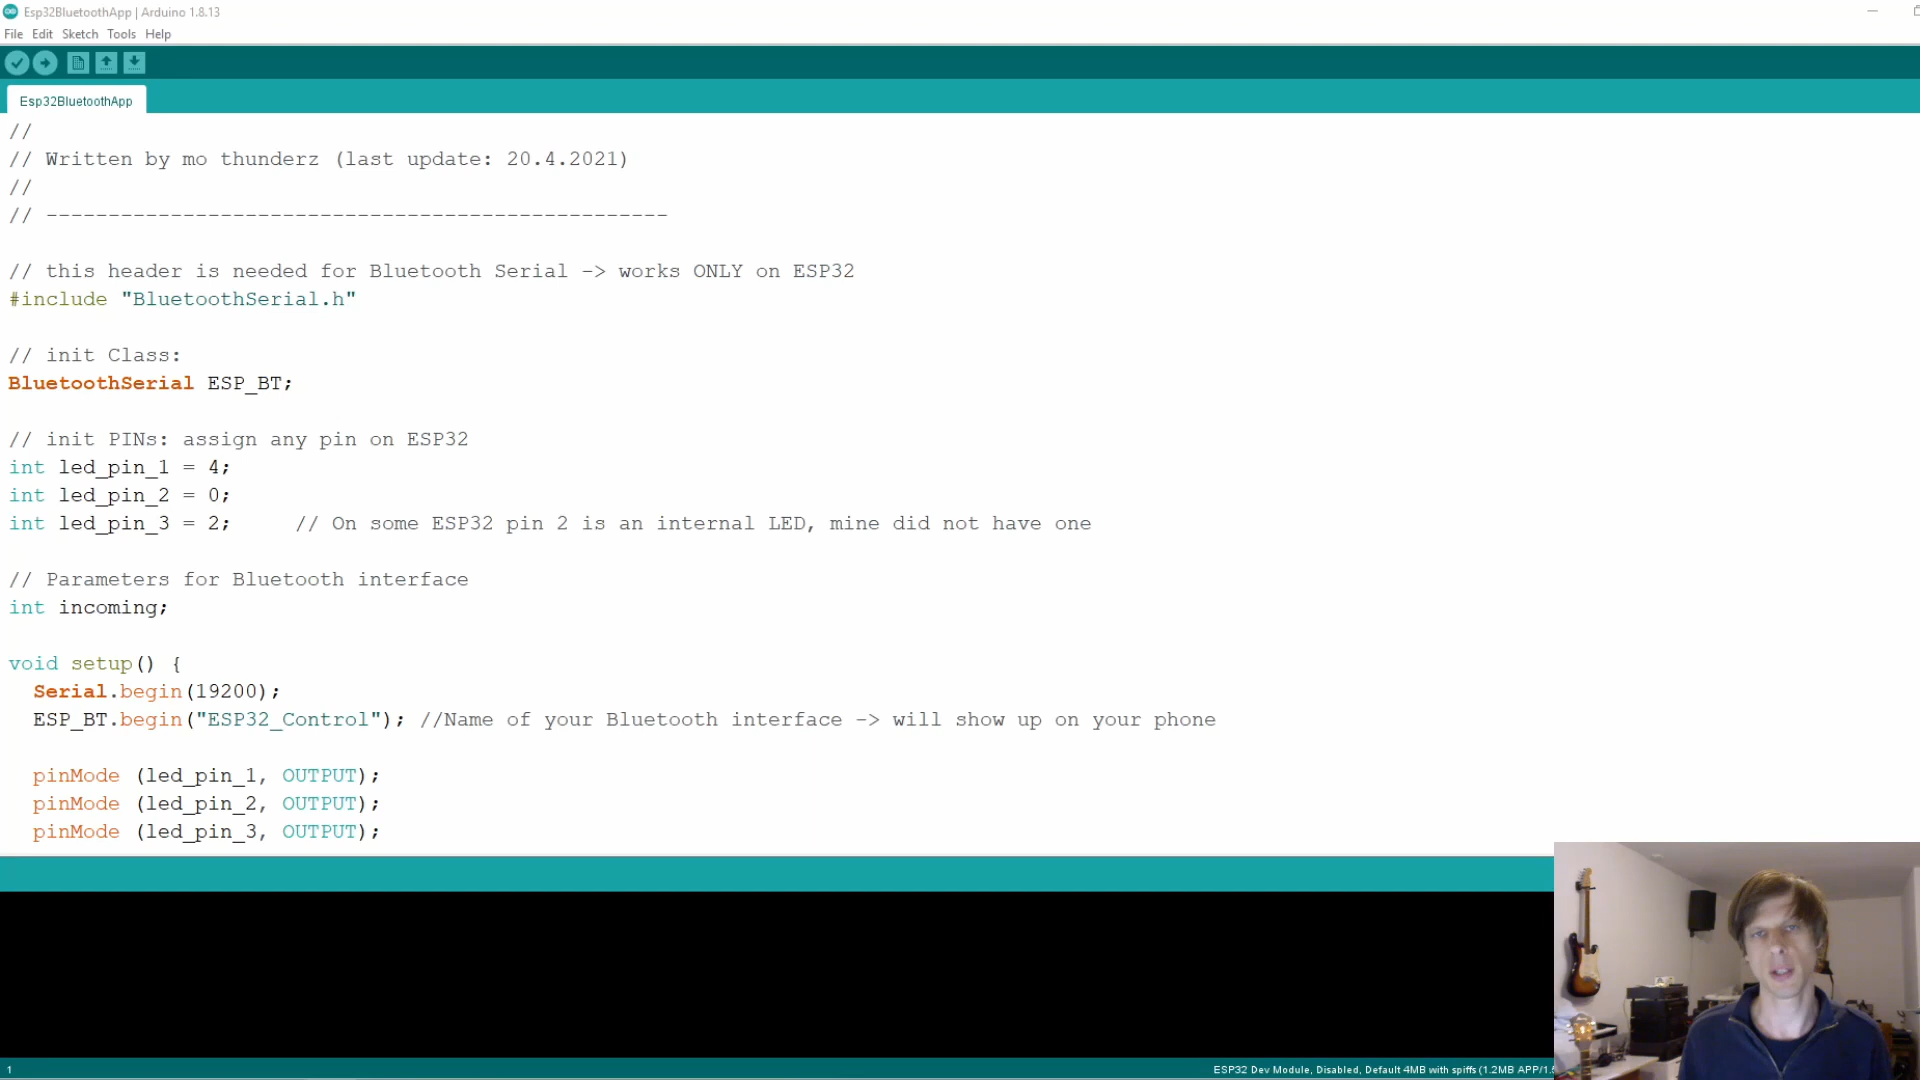 Esp32BluetoothApp | Arduino 1.8.13
File Edit Sketch Tools Help
Esp32BluetoothApp
//
// Written by mo thunderz (last update: 20.4.2021)
//
// --------------------------------------------------
// this header is needed for Bluetooth Serial -> works ONLY on ESP32
#include "BluetoothSerial.h"
// init Class:
BluetoothSerial ESP_BT;
// init PINs: assign any pin on ESP32
int led_pin_1 = 4;
int led_pin_2 = 0;
int led_pin_3 = 2;     // On some ESP32 pin 2 is an internal LED, mine did not have one
// Parameters for Bluetooth interface
int incoming;
void setup() {
  Serial.begin(19200);
  ESP_BT.begin("ESP32_Control"); //Name of your Bluetooth interface -> will show up on your phone
  pinMode (led_pin_1, OUTPUT);
  pinMode (led_pin_2, OUTPUT);
  pinMode (led_pin_3, OUTPUT);
1
ESP32 Dev Module, Disabled, Default 4MB with spiffs (1.2MB APP/1.